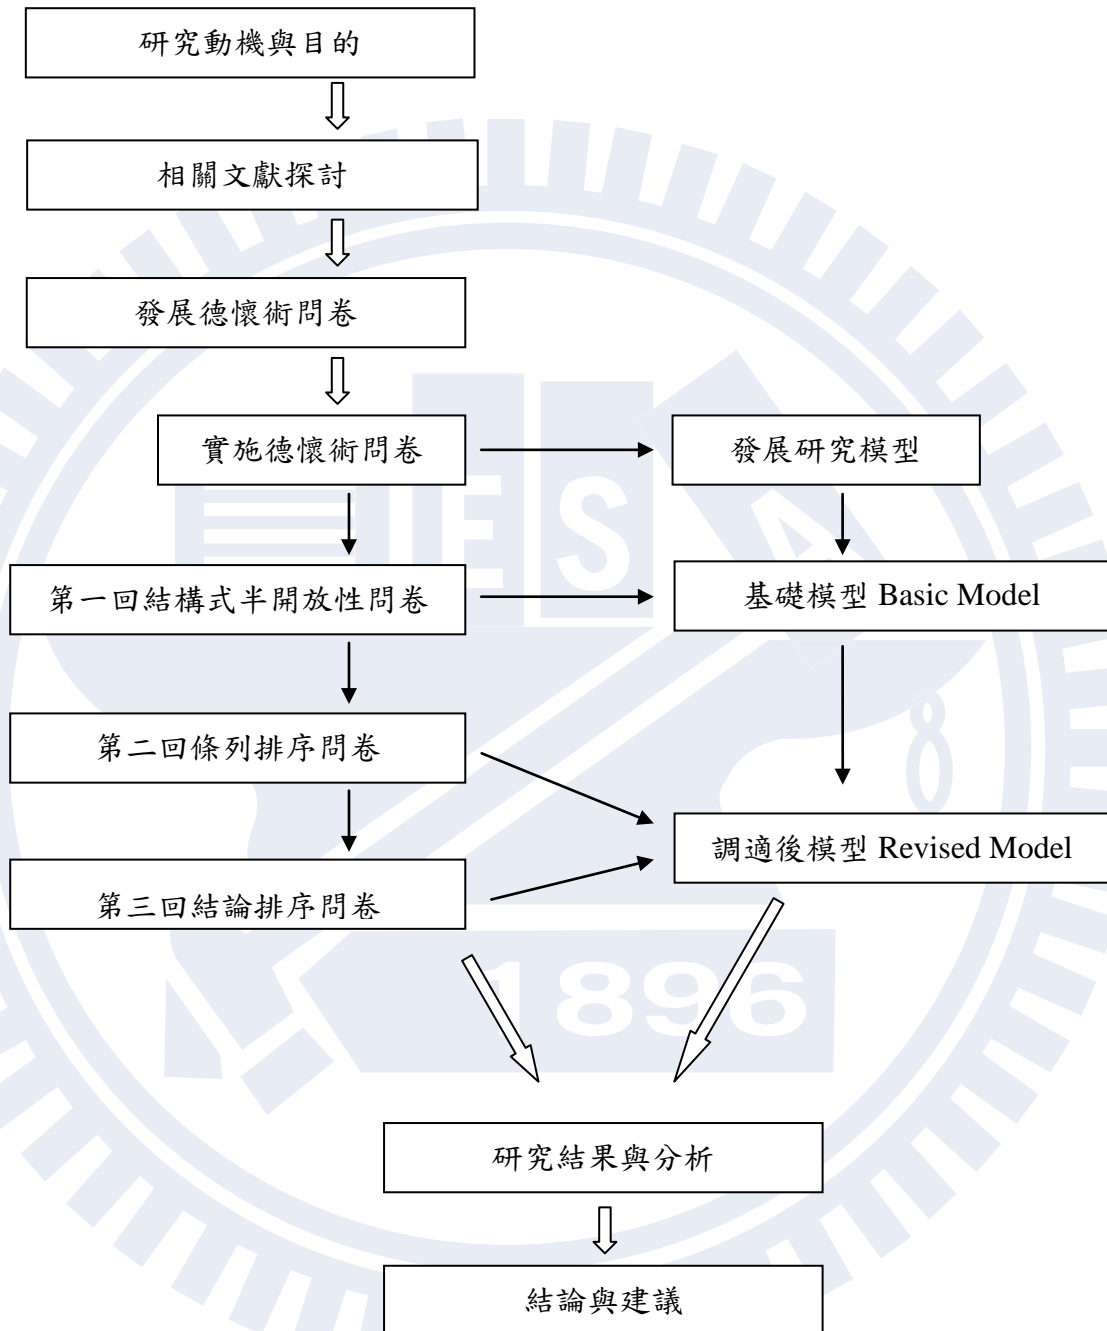 研究動機與目的
相關文獻探討
發展德懷術問卷
實施德懷術問卷
發展研究模型
第一回結構式半開放性問卷
基礎模型 Basic Model
第二回條列排序問卷
調適後模型 Revised Model
第三回結論排序問卷
研究結果與分析
結論與建議
E
S
A
8
1896